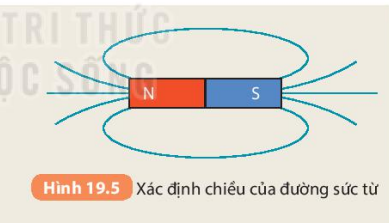 TRI THỨC
ỘC SỐNG
N S
Hình 19.5 Xác định chiều của đường sức từ